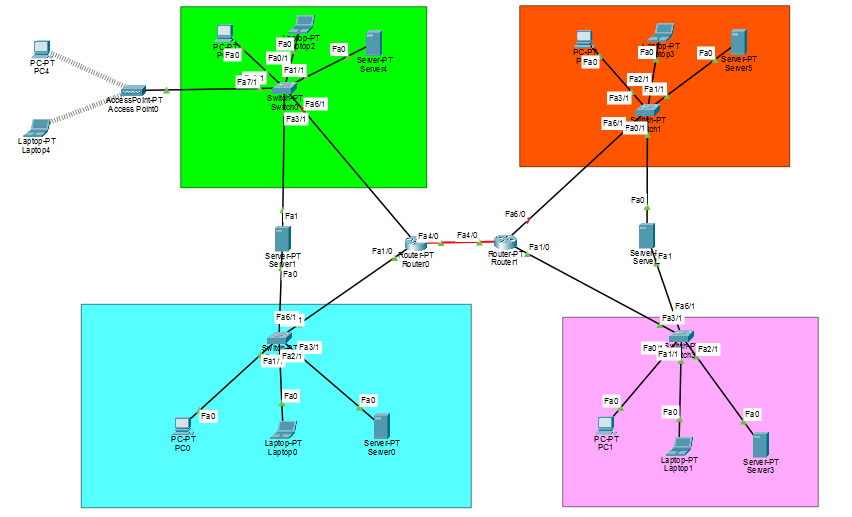 PC-PT
PC4
AccessPoint-PT
Access Point0
Laptop-PT
Laptop4
Fa0
Fa0
Fa0/1
Fa0
Server-PT
Server4
Fa1/1
Fa7/1
Switch0
Fa6/1
Fa3/1
Fa0
Fa0
Fa0
Server-PT
Server5
Fa2/1
Fa1/1
Fa3/1
Fa6/1
Fa0/1
Fa1
Server-PT
Server1
Fa0
Fa1/0
Fa4/0
Router-PT
Router0
Fa4/0
Fa6/0
Router-PT
Router1
Fa1/0
Fa0
Fa1
Fa6/1
Fa3/1
Fa2/1
Fa0
PC-PT
PC0
Fa0
Laptop-PT
Laptop0
Fa0
Server-PT
Server0
Fa6/1
Fa3/1
Fa1/1
Fa2/1
Fa0
PC-PT
PC1
Fa0
Laptop-PT
Laptop1
Fa0
Server-PT
Server3